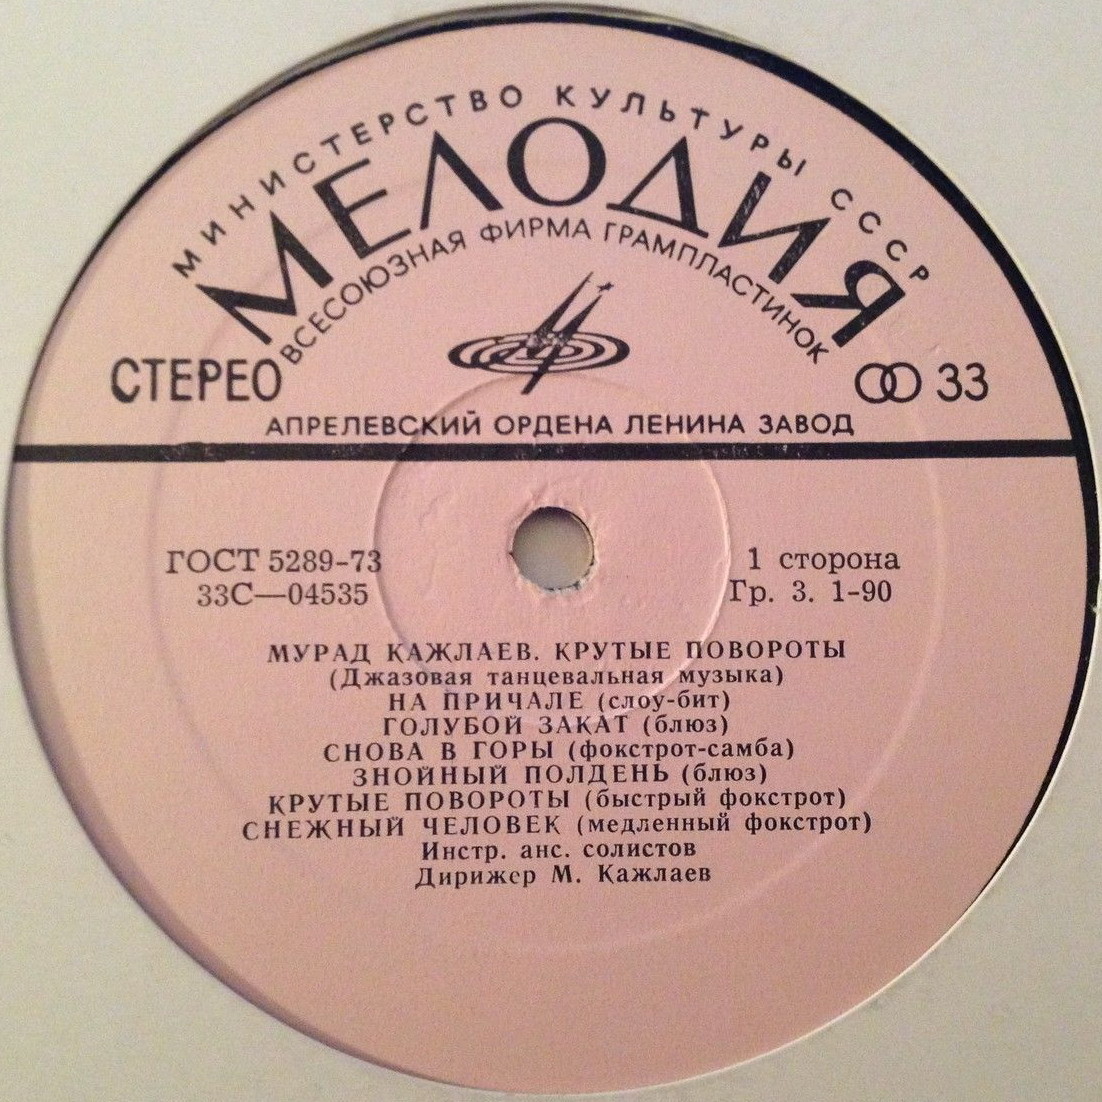 МИНИСТЕРСТВО КУЛЬТУРЫ СССР
МЕЛОДИЯ
ВСЕСОЮЗНАЯ ФИРМА ГРАМПЛАСТИНОК
СТЕРЕО
33
АПРЕЛЕВСКИЙ ОРДЕНА ЛЕНИНА ЗАВОД
ГОСТ 5289-73
33С—04535
1 сторона
Гр. 3. 1-90
МУРАД КАЖЛАЕВ. КРУТЫЕ ПОВОРОТЫ
(Джазовая танцевальная музыка)
НА ПРИЧАЛЕ (слоу-бит)
ГОЛУБОЙ ЗАКАТ (блюз)
СНОВА В ГОРЫ (фокстрот-самба)
ЗНОЙНЫЙ ПОЛДЕНЬ (блюз)
КРУТЫЕ ПОВОРОТЫ (быстрый фокстрот)
СНЕЖНЫЙ ЧЕЛОВЕК (медленный фокстрот)
Инстр. анс. солистов
Дирижер М. Кажлаев